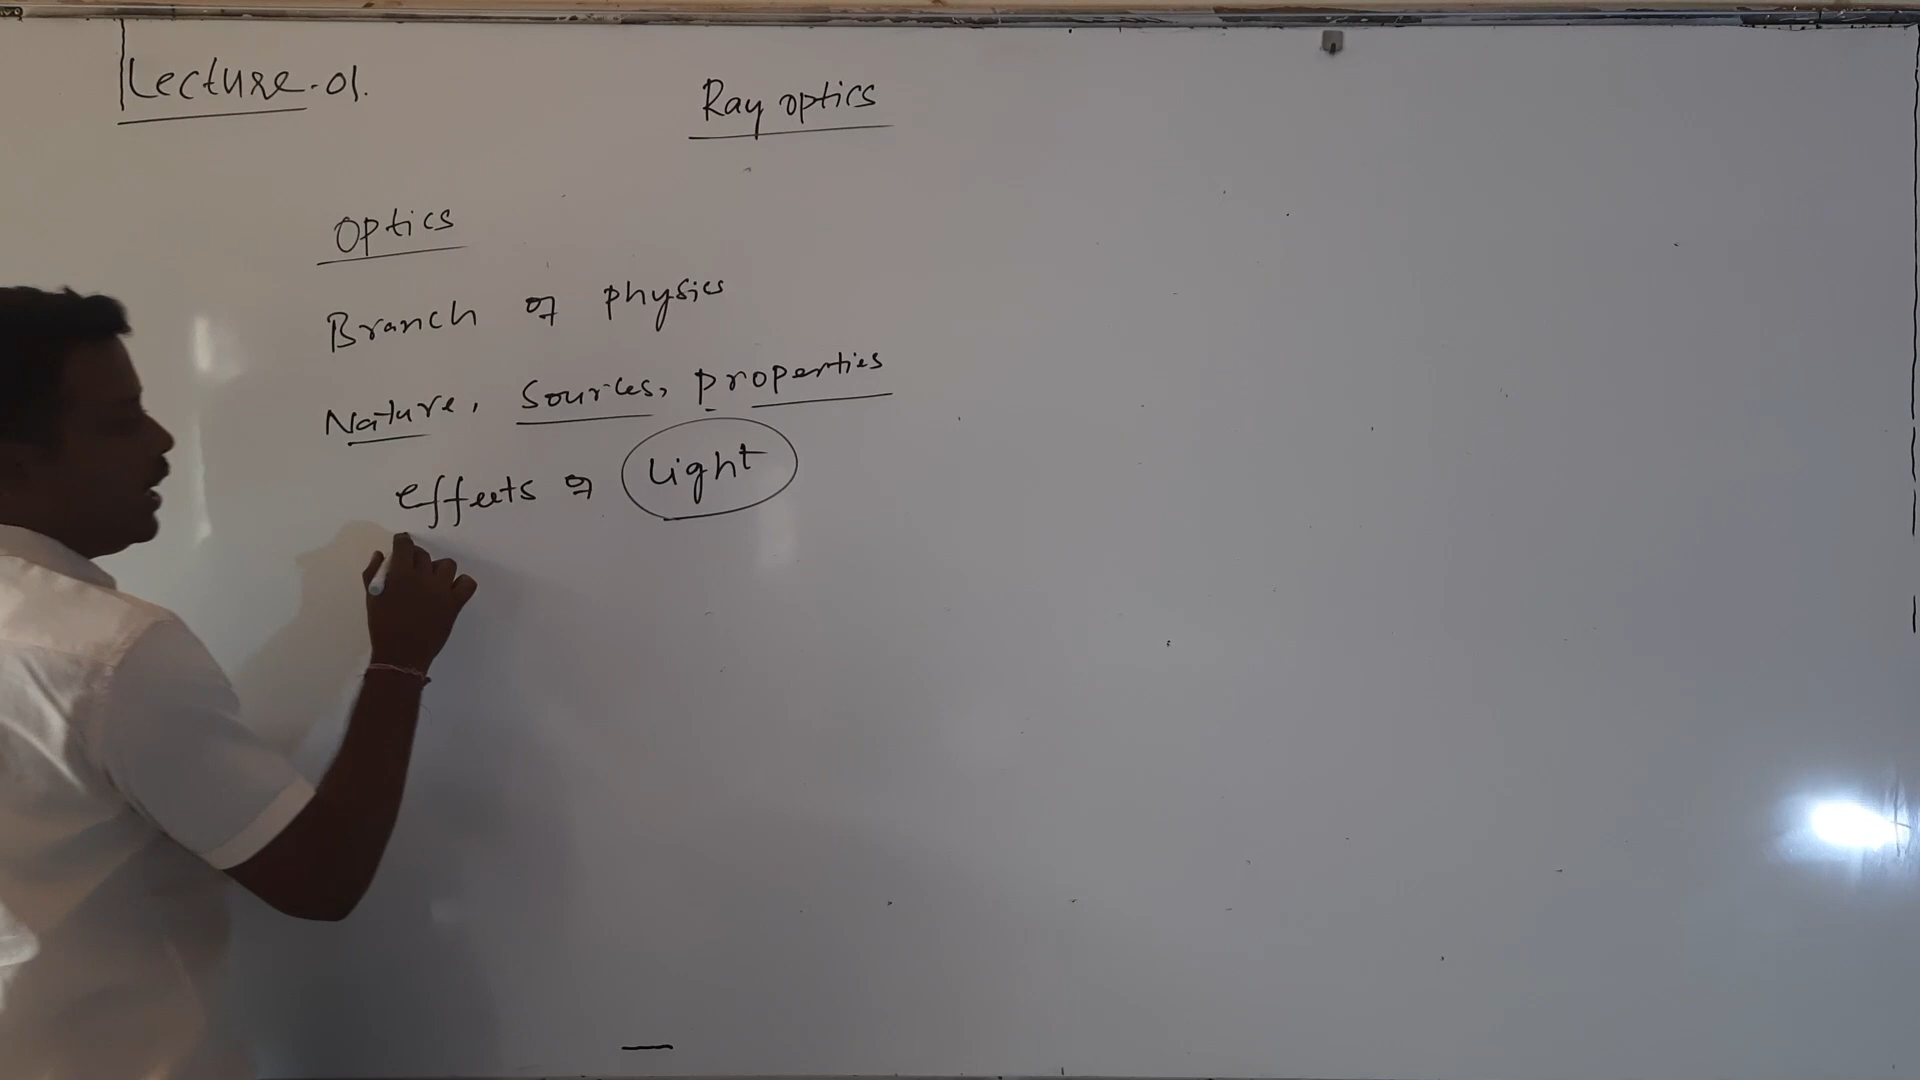 Lecture-01.
Ray optics
Optics
Branch of physics
Nature, Sources, properties
effects of Light